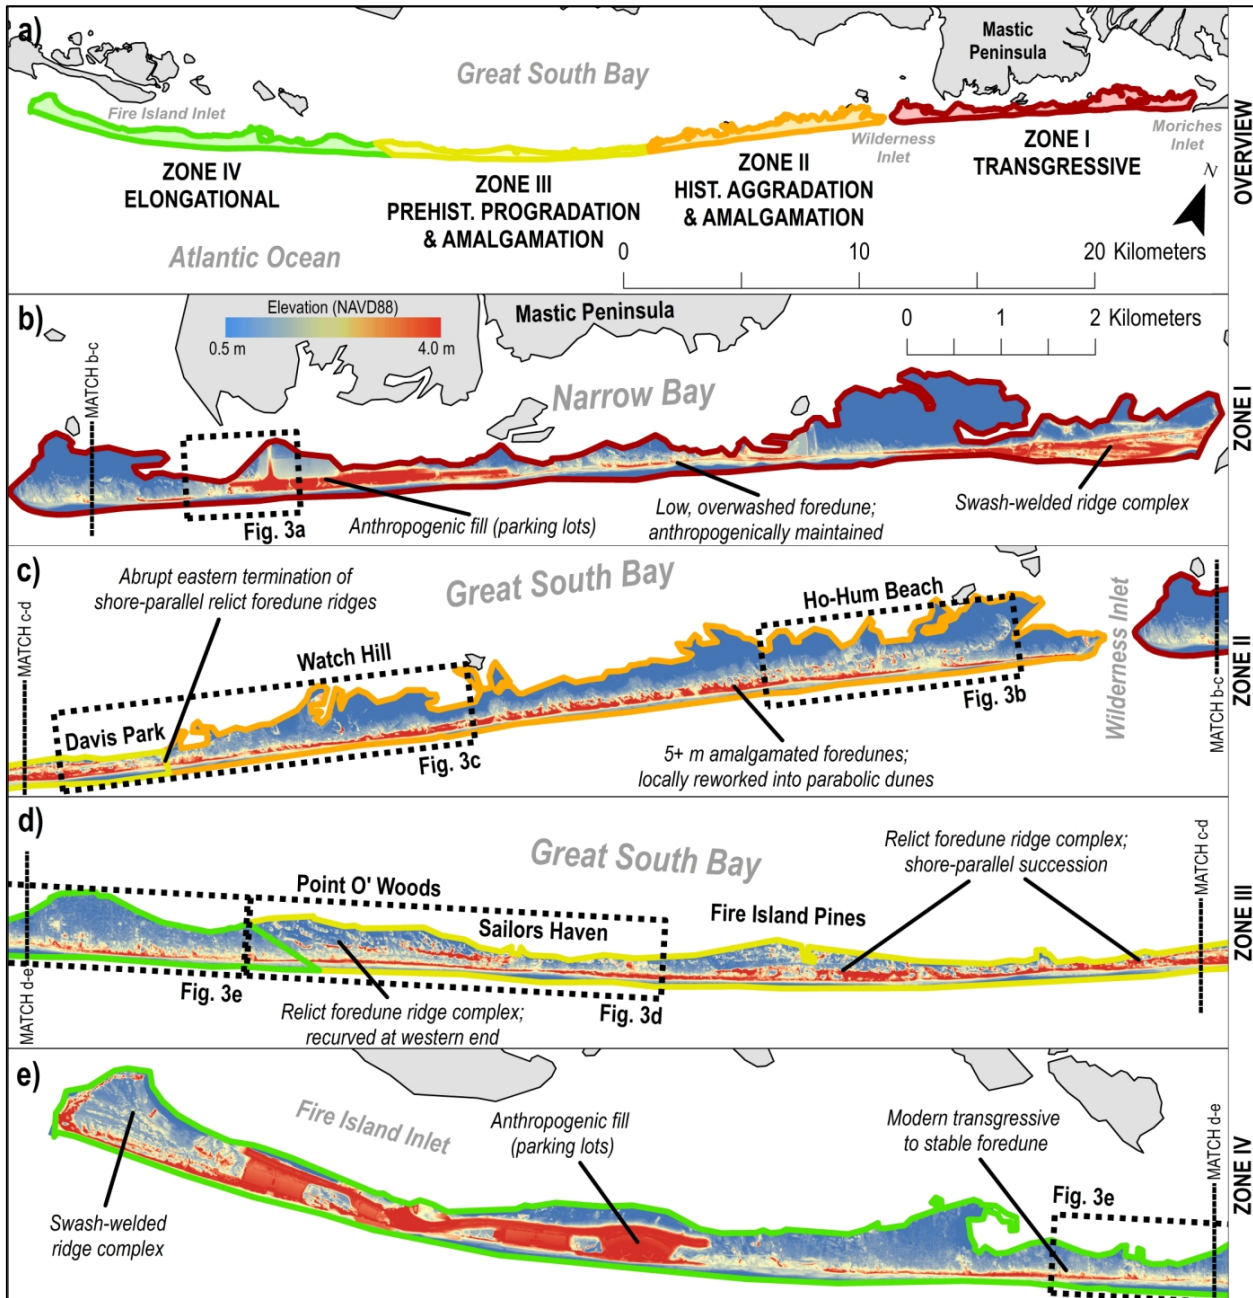 a)
Mastic
Peninsula
Great South Bay
Fire Island Inlet
Wilderness
Inlet
Moriches
Inlet
ZONE IV
ELONGATIONAL
ZONE III
PREHIST. PROGRADATION
& AMALGAMATION
ZONE II
HIST. AGGRADATION
& AMALGAMATION
ZONE I
TRANSGRESSIVE
N
Atlantic Ocean
0 10 20 Kilometers
OVERVIEW
b)
Elevation (NAVD88)
0.5 m 4.0 m
Mastic Peninsula
0 1 2 Kilometers
MATCH b-c
Narrow Bay
Fig. 3a
Anthropogenic fill (parking lots)
Low, overwashed foredune;
anthropogenically maintained
Swash-welded ridge complex
ZONE I
c)
Abrupt eastern termination of
shore-parallel relict foredune ridges
Great South Bay
Ho-Hum Beach
Wilderness Inlet
MATCH c-d
Watch Hill
Davis Park
Fig. 3c
Fig. 3b
5+ m amalgamated foredunes;
locally reworked into parabolic dunes
MATCH b-c
ZONE II
d)
Great South Bay
Relict foredune ridge complex;
shore-parallel succession
MATCH c-d
Point O' Woods
Sailors Haven
Fire Island Pines
MATCH d-e
Fig. 3e
Relict foredune ridge complex;
recurved at western end
Fig. 3d
ZONE III
e)
Fire Island Inlet
Anthropogenic fill
(parking lots)
Modern transgressive
to stable foredune
MATCH d-e
Fig. 3e
Swash-welded
ridge complex
ZONE IV